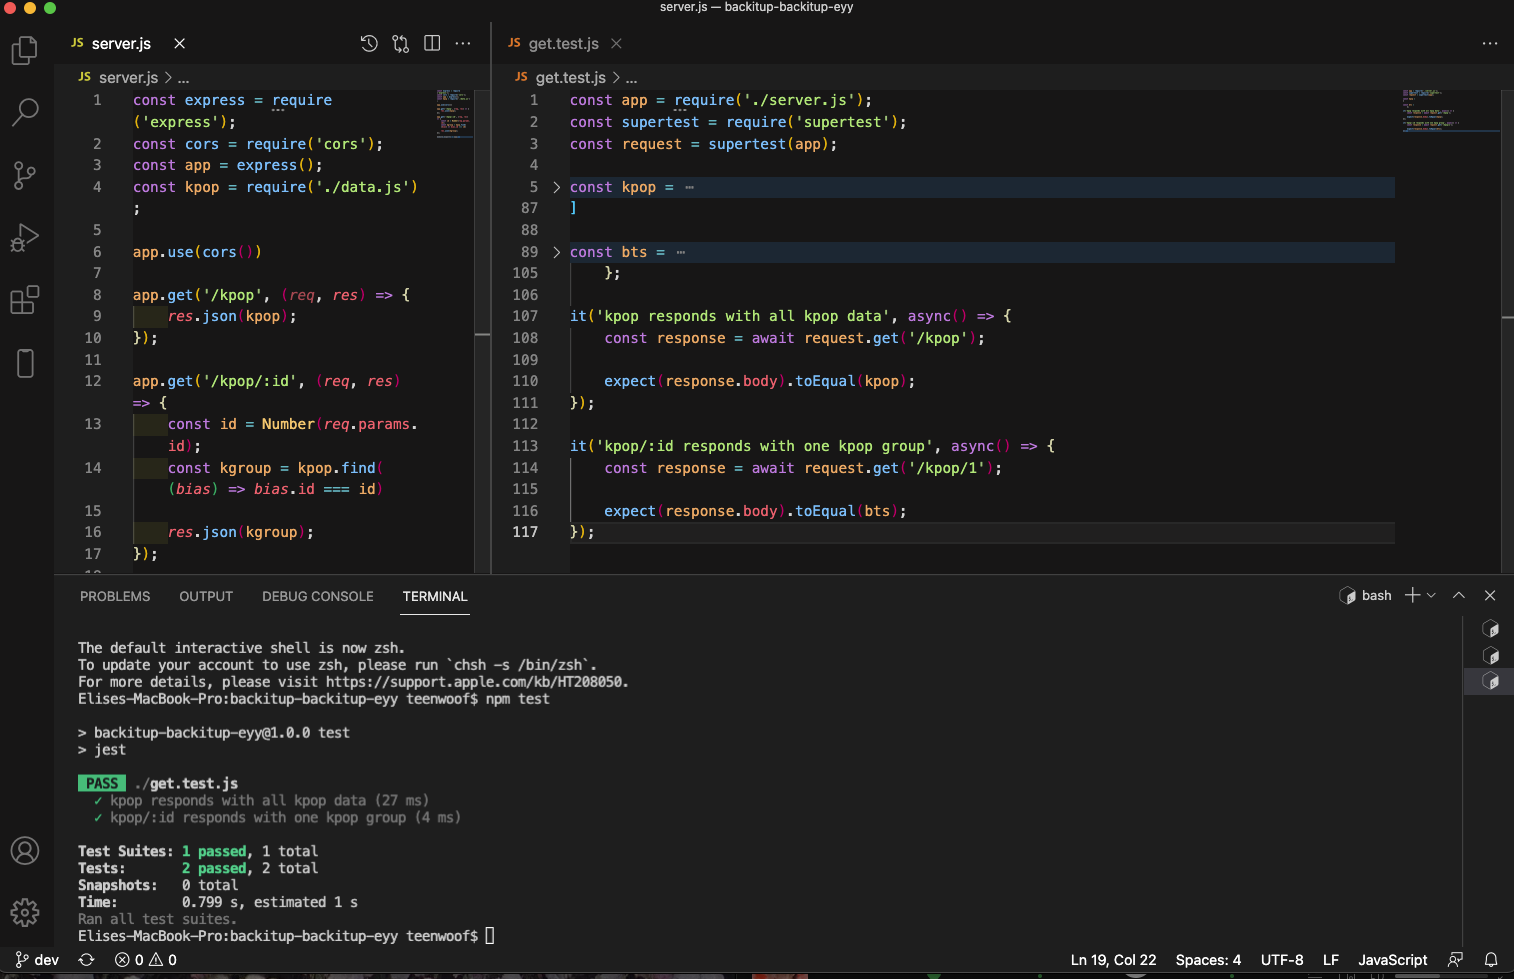 server.js — backitup-backitup-eyy
JS server.js
JS get.test.js
JS server.js > ...
JS get.test.js > ...
1 const express = require
('express');
2 const cors = require('cors');
3 const app = express();
4 const kpop = require('./data.js')
;
5
6 app.use(cors())
7
8 app.get('/kpop', (req, res) => {
9 res.json(kpop);
10 });
11
12 app.get('/kpop/:id', (req, res)
=> {
13 const id = Number(req.params.
id);
14 const kgroup = kpop.find(
(bias) => bias.id === id)
15
16 res.json(kgroup);
17 });
1 const app = require('./server.js');
2 const supertest = require('supertest');
3 const request = supertest(app);
4
5 const kpop = ⋯
87 ]
88
89 const bts = ⋯
105 };
106
107 it('kpop responds with all kpop data', async() => {
108 const response = await request.get('/kpop');
109
110 expect(response.body).toEqual(kpop);
111 });
112
113 it('kpop/:id responds with one kpop group', async() => {
114 const response = await request.get('/kpop/1');
115
116 expect(response.body).toEqual(bts);
117 });
PROBLEMS OUTPUT DEBUG CONSOLE TERMINAL
bash
The default interactive shell is now zsh.
To update your account to use zsh, please run `chsh -s /bin/zsh`.
For more details, please visit https://support.apple.com/kb/HT208050.
Elises-MacBook-Pro:backitup-backitup-eyy teenwoof$ npm test
> backitup-backitup-eyy@1.0.0 test
> jest
PASS ./get.test.js
✓ kpop responds with all kpop data (27 ms)
✓ kpop/:id responds with one kpop group (4 ms)
Test Suites: 1 passed, 1 total
Tests: 2 passed, 2 total
Snapshots: 0 total
Time: 0.799 s, estimated 1 s
Ran all test suites.
Elises-MacBook-Pro:backitup-backitup-eyy teenwoof$
dev 0 0 Ln 19, Col 22 Spaces: 4 UTF-8 LF JavaScript